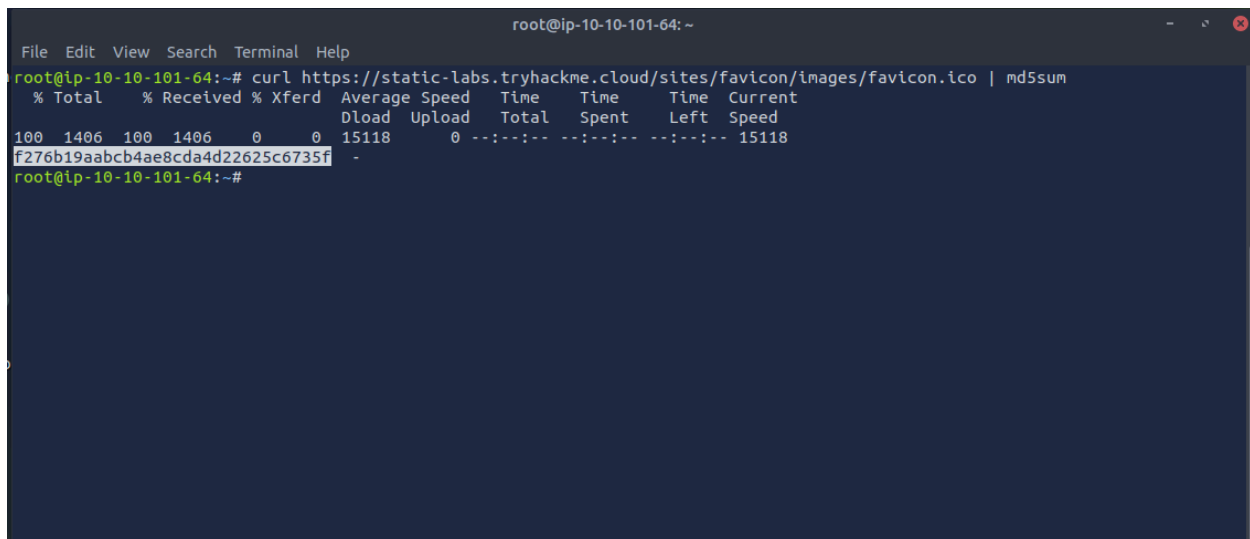 root@ip-10-10-101-64: ~
File Edit View Search Terminal Help
root@ip-10-10-101-64:~# curl https://static-labs.tryhackme.cloud/sites/favicon/images/favicon.ico | md5sum
  % Total    % Received % Xferd  Average Speed   Time    Time     Time  Current
                                 Dload  Upload   Total   Spent    Left  Speed
100  1406  100  1406    0     0  15118      0 --:--:-- --:--:-- --:--:-- 15118
f276b19aabcb4ae8cda4d22625c6735f  -
root@ip-10-10-101-64:~#